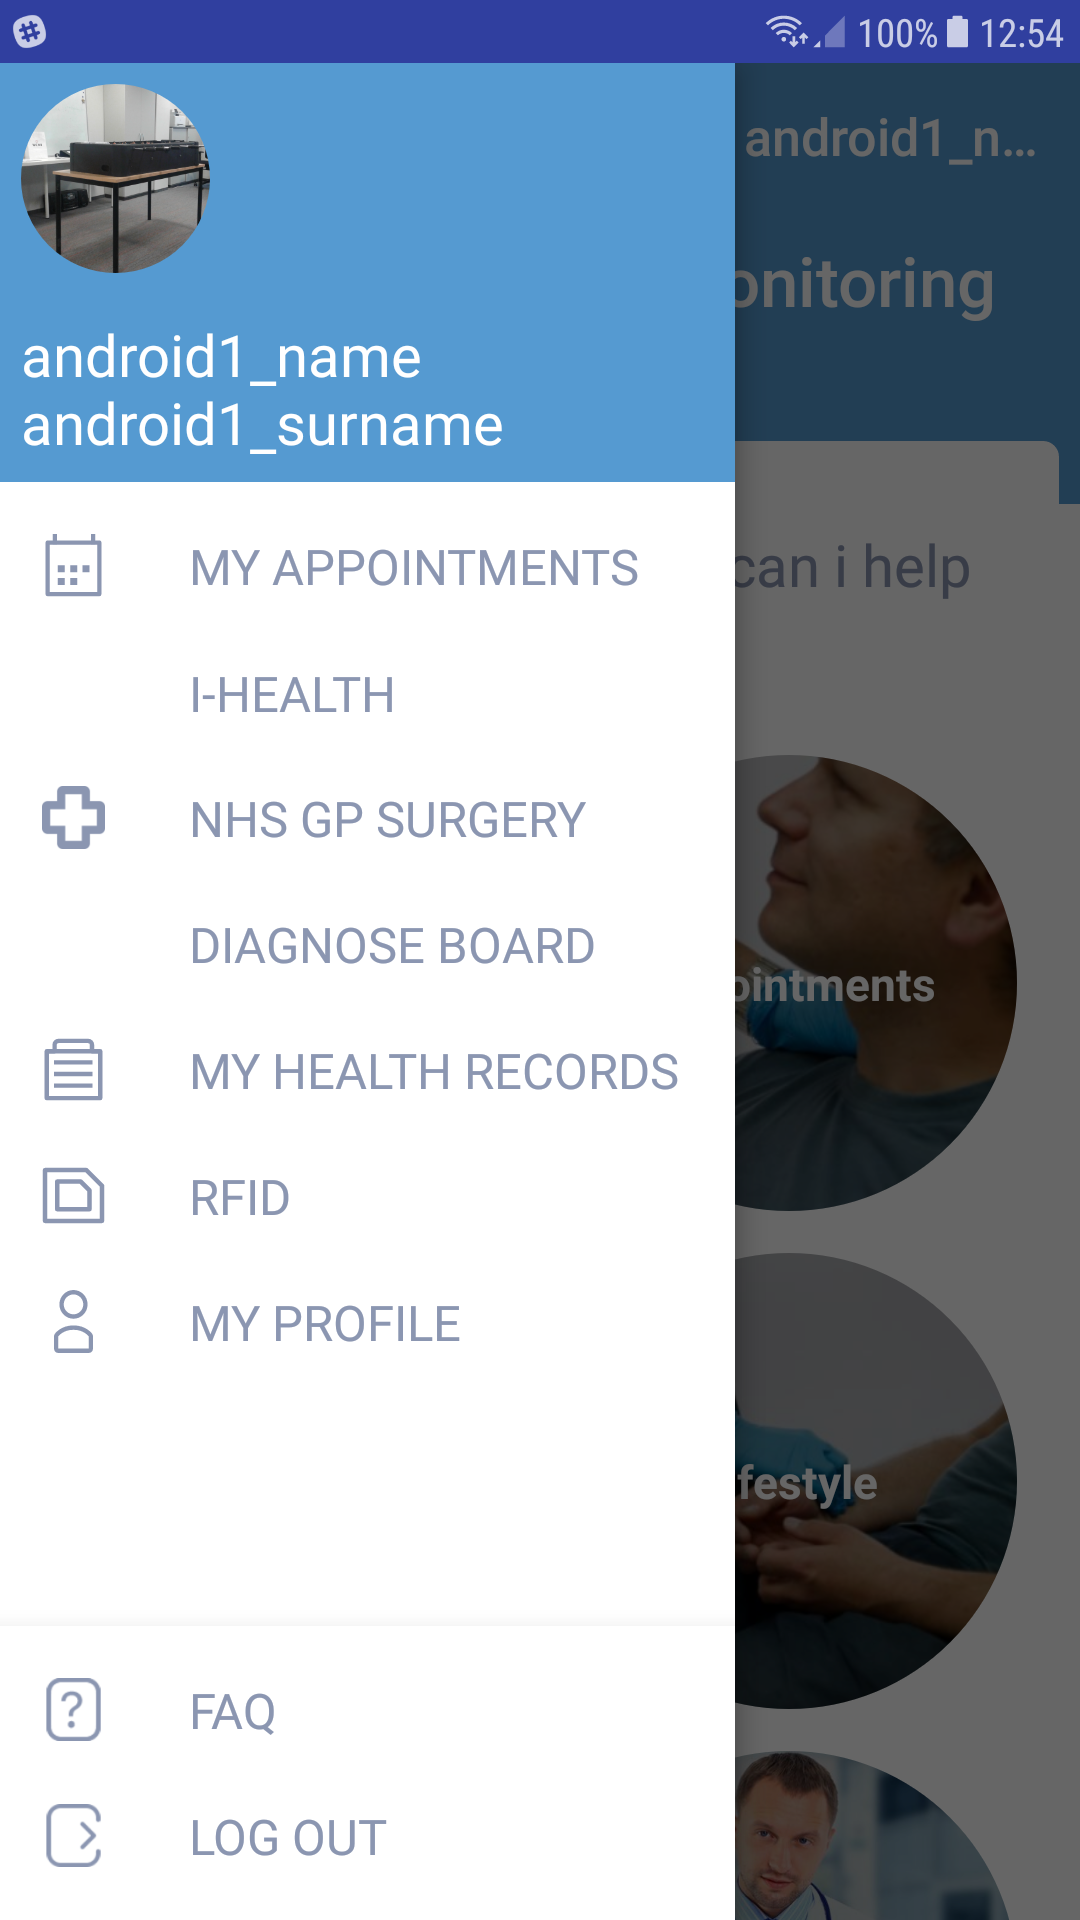 100% 12:54
android1_n...
onitoring
android1_name
android1_surname
can i help
MY APPOINTMENTS
I-HEALTH
NHS GP SURGERY
DIAGNOSE BOARD
ointments
MY HEALTH RECORDS
RFID
MY PROFILE
festyle
FAQ
LOG OUT